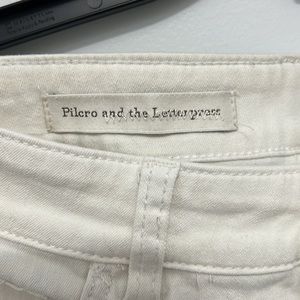 Pilcro and the Letterpress